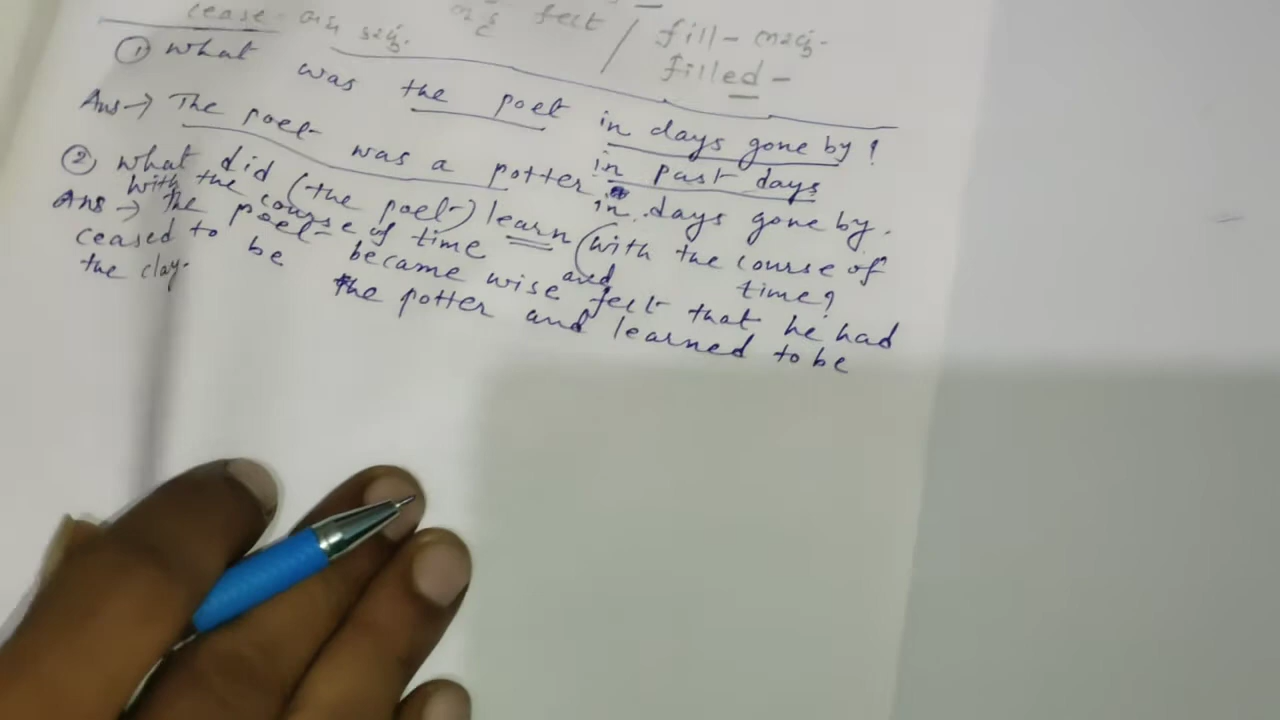 cease -
felt / fill -
filled -
① what was the poet in days gone by?
in past days
Ans → The poet was a potter in days gone by.
② what did (the poet) learn (with the course of time?
with the course of time
Ans → the poet became wise and felt that he had
ceased to be the potter and learned to be
the clay.